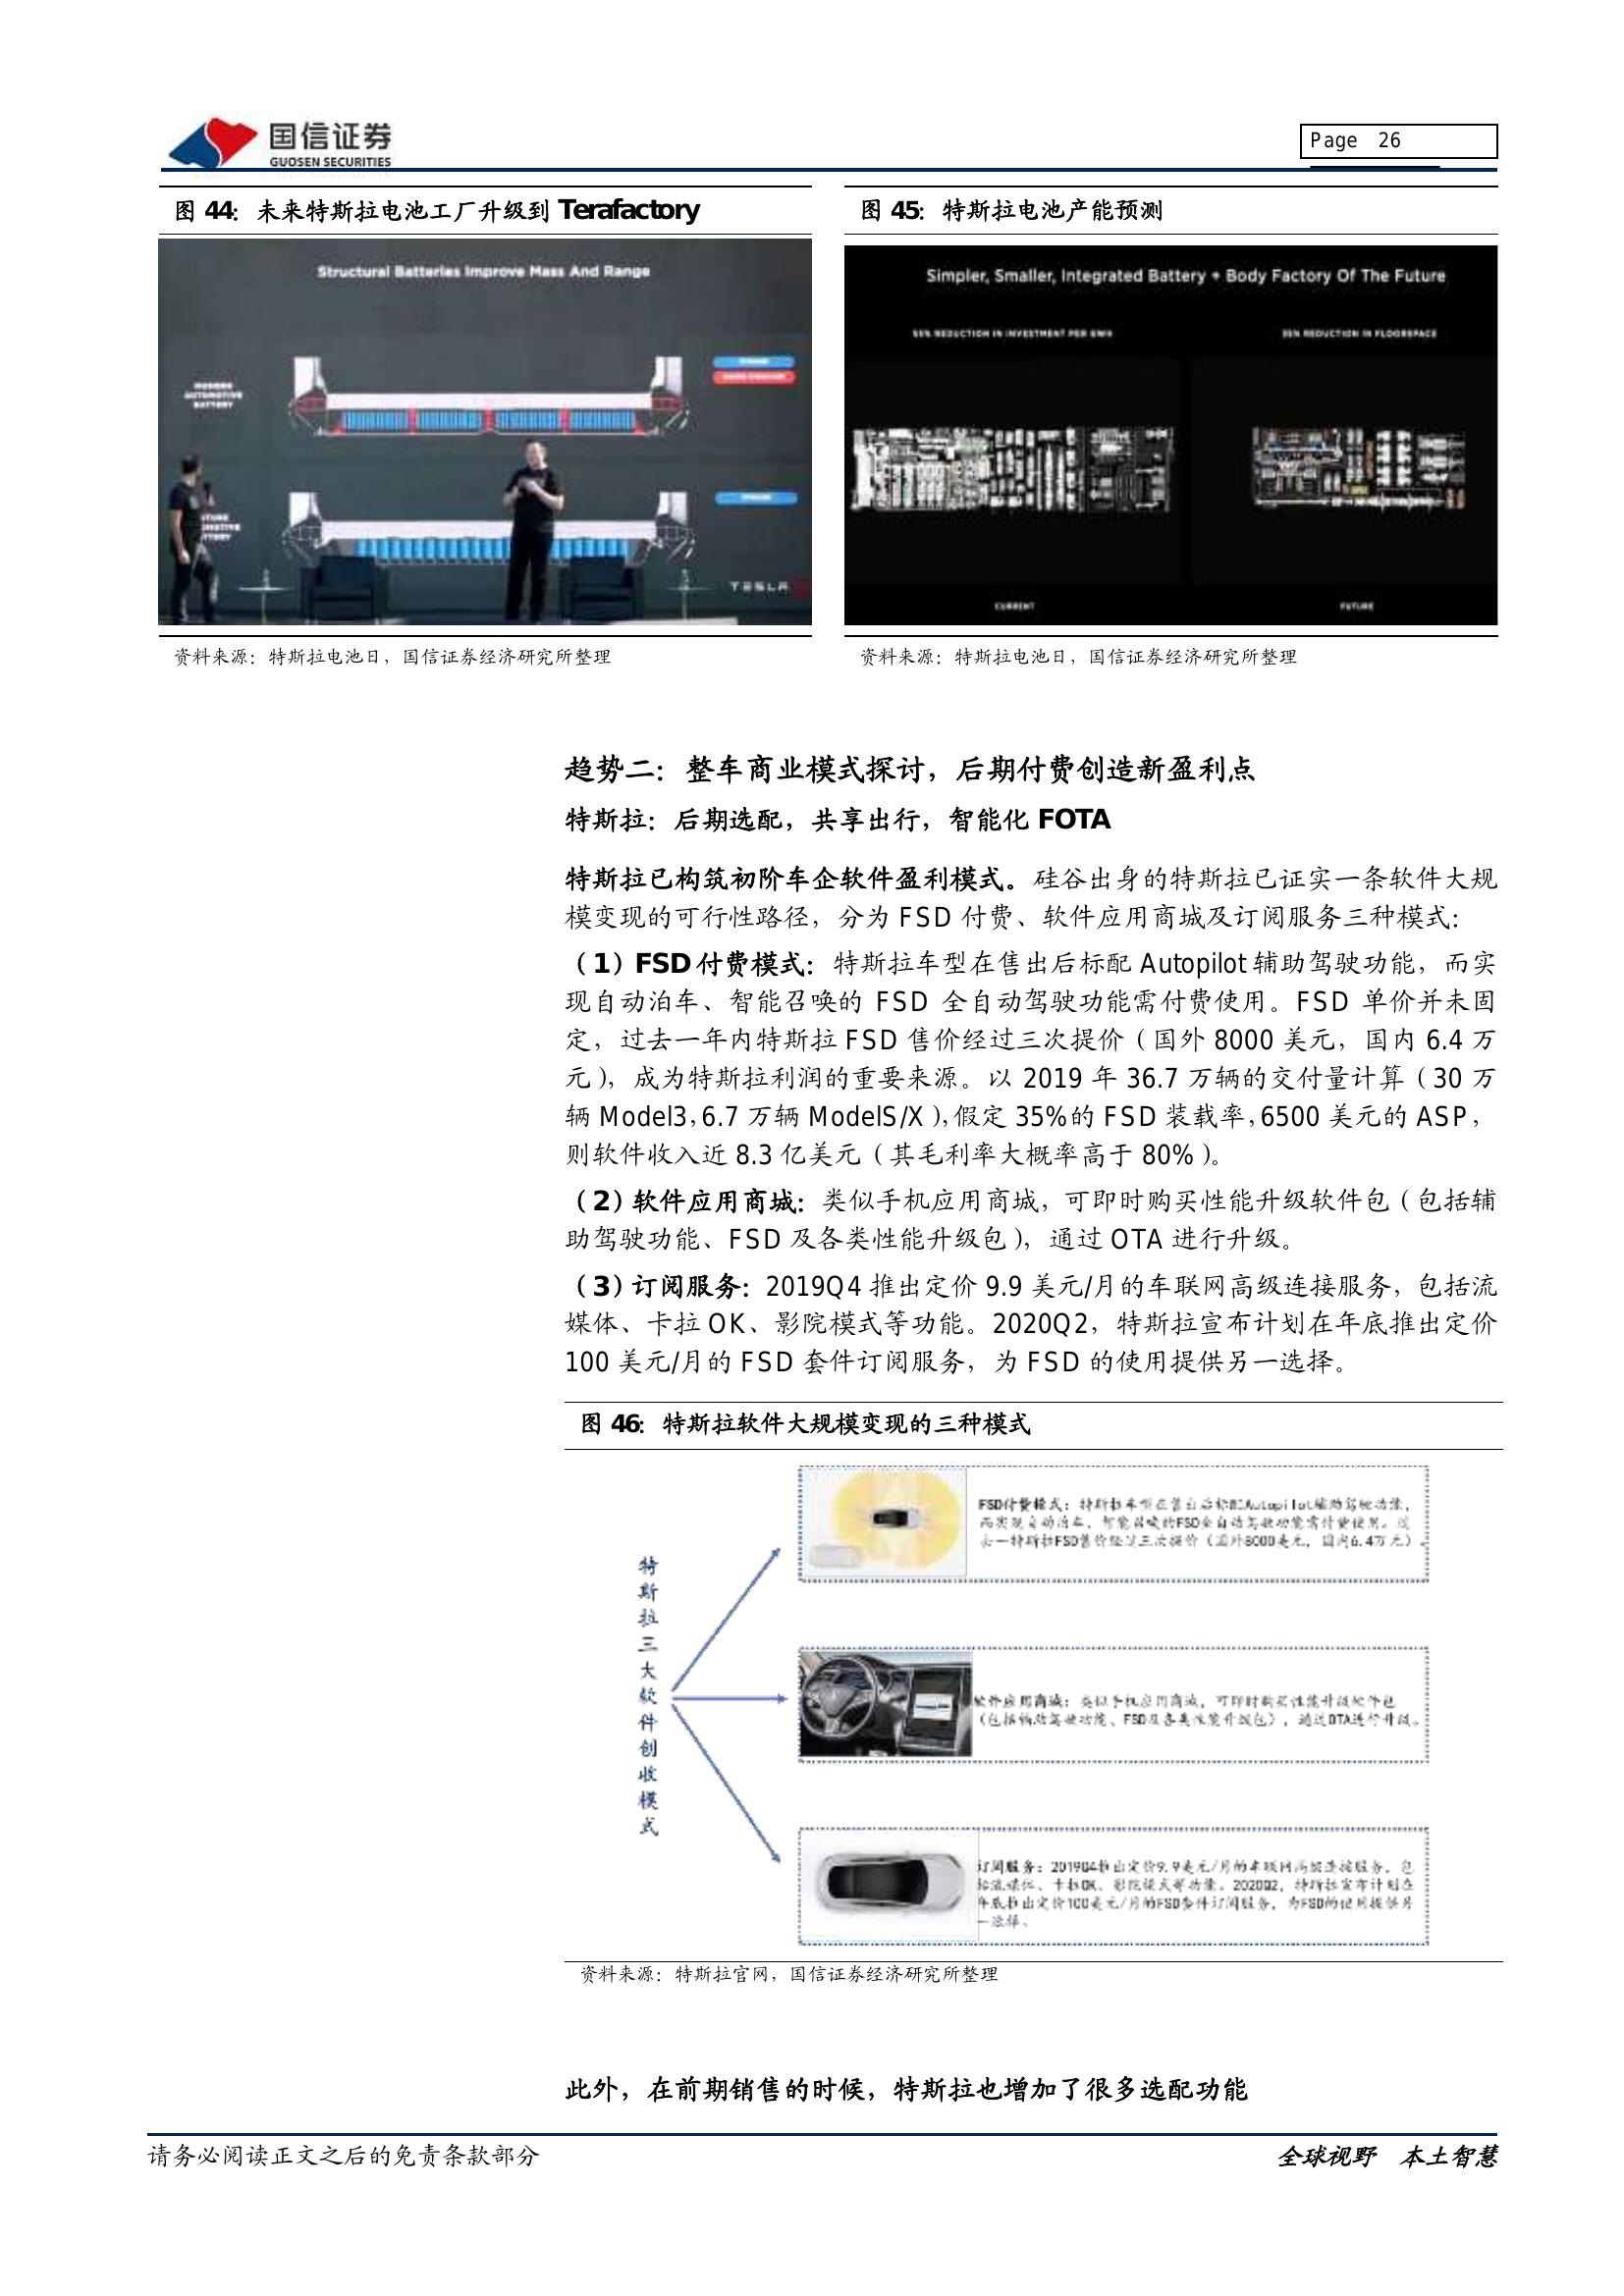 国信证券
GUOSEN SECURITIES
Page 26
图 44：未来特斯拉电池工厂升级到 Terafactory
图 45：特斯拉电池产能预测
Structural Batteries Improve Mass And Range
MODERN
AUTOMOTIVE
BATTERY
TESLA
Simpler, Smaller, Integrated Battery + Body Factory Of The Future
55% REDUCTION IN INVESTMENT PER GWH
35% REDUCTION IN FLOORSPACE
CURRENT
FUTURE
资料来源：特斯拉电池日，国信证券经济研究所整理
资料来源：特斯拉电池日，国信证券经济研究所整理
趋势二：整车商业模式探讨，后期付费创造新盈利点
特斯拉：后期选配，共享出行，智能化 FOTA
特斯拉已构筑初阶车企软件盈利模式。硅谷出身的特斯拉已证实一条软件大规
模变现的可行性路径，分为 FSD 付费、软件应用商城及订阅服务三种模式：
（1）FSD 付费模式：特斯拉车型在售出后标配 Autopilot 辅助驾驶功能，而实
现自动泊车、智能召唤的 FSD 全自动驾驶功能需付费使用。FSD 单价并未固
定，过去一年内特斯拉 FSD 售价经过三次提价（国外 8000 美元，国内 6.4 万
元），成为特斯拉利润的重要来源。以 2019 年 36.7 万辆的交付量计算（30 万
辆 Model3，6.7 万辆 ModelS/X），假定 35%的 FSD 装载率，6500 美元的 ASP，
则软件收入近 8.3 亿美元（其毛利率大概率高于 80%）。
（2）软件应用商城：类似手机应用商城，可即时购买性能升级软件包（包括辅
助驾驶功能、FSD 及各类性能升级包），通过 OTA 进行升级。
（3）订阅服务：2019Q4 推出定价 9.9 美元/月的车联网高级连接服务，包括流
媒体、卡拉 OK、影院模式等功能。2020Q2，特斯拉宣布计划在年底推出定价
100 美元/月的 FSD 套件订阅服务，为 FSD 的使用提供另一选择。
图 46：特斯拉软件大规模变现的三种模式
特斯拉三大软件创收模式
FSD付费模式：特斯拉车型在售出后标配Autopilot辅助驾驶功能，
而实现自动泊车、智能召唤的FSD全自动驾驶功能需付费使用。过
去一特斯拉FSD售价经过三次提价（国外8000美元，国内6.4万元）。
软件应用商城：类似手机应用商城，可即时购买性能升级软件包
（包括辅助驾驶功能、FSD及各类性能升级包），通过OTA进行升级。
订阅服务：2019Q4推出定价9.9美元/月的车联网高级连接服务，包
括流媒体、卡拉OK、影院模式等功能。2020Q2，特斯拉宣布计划在
年底推出定价100美元/月的FSD套件订阅服务，为FSD的使用提供另
一选择。
资料来源：特斯拉官网，国信证券经济研究所整理
此外，在前期销售的时候，特斯拉也增加了很多选配功能
请务必阅读正文之后的免责条款部分
全球视野 本土智慧